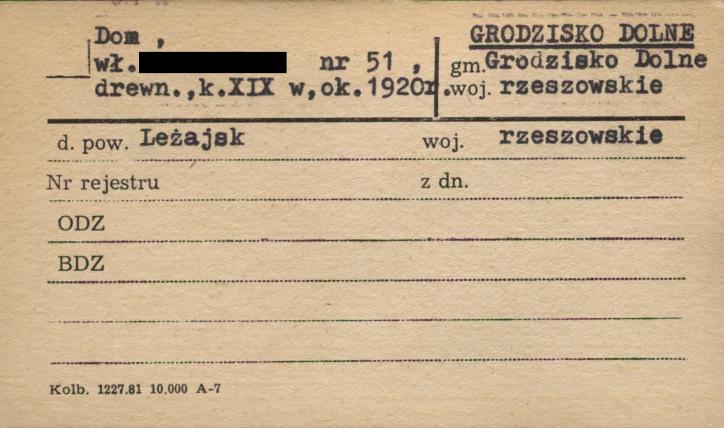 Dom ,
wł. nr 51 ,
drewn.,k.XIX w,ok.1920r.
GRODZISKO DOLNE
gm.Grodzisko Dolne
woj. rzeszowskie
d. pow. Leżajsk woj. rzeszowskie
Nr rejestru z dn.
ODZ
BDZ
Kolb. 1227.81 10.000 A-7